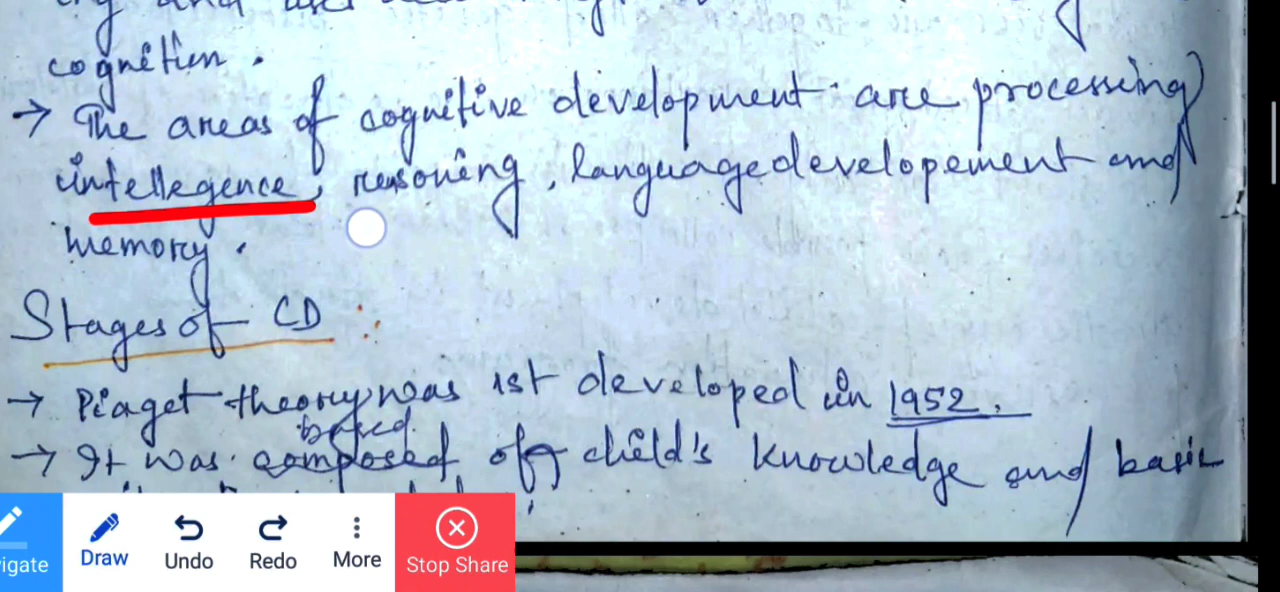 cognition.
→ The areas of cognitive development are processing
intellegence, reasoning, language developement and
memory.
Stages of CD :
→ Piaget theory was 1st developed in 1952.
based
→ It was composed of child's knowledge and basic
Draw Undo Redo More Stop Share